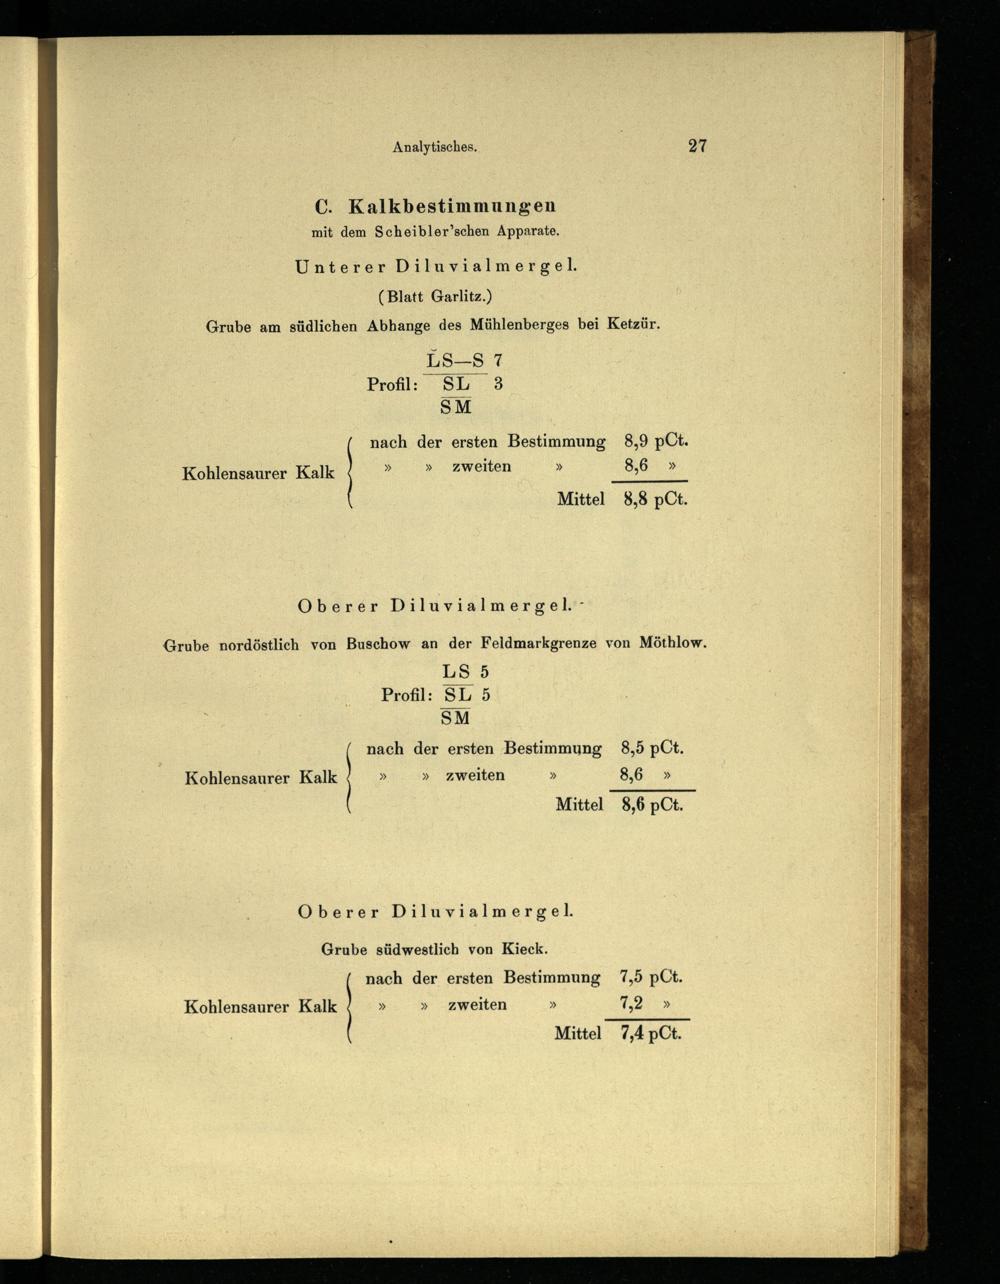 Analytisches. 27
C. Kalkbestimmungen
mit dem Scheibler'schen Apparate.
Unterer Diluvialmergel.
(Blatt Garlitz.)
Grube am südlichen Abhange des Mühlenberges bei Ketzür.
L̆S—S 7
Profil: SL 3
SM
nach der ersten Bestimmung 8,9 pCt.
Kohlensaurer Kalk » » zweiten » 8,6 »
Mittel 8,8 pCt.
Oberer Diluvialmergel.
Grube nordöstlich von Buschow an der Feldmarkgrenze von Möthlow.
LS 5
Profil: SL 5
SM
nach der ersten Bestimmung 8,5 pCt.
Kohlensaurer Kalk » » zweiten » 8,6 »
Mittel 8,6 pCt.
Oberer Diluvialmergel.
Grube südwestlich von Kieck.
nach der ersten Bestimmung 7,5 pCt.
Kohlensaurer Kalk » » zweiten » 7,2 »
Mittel 7,4 pCt.